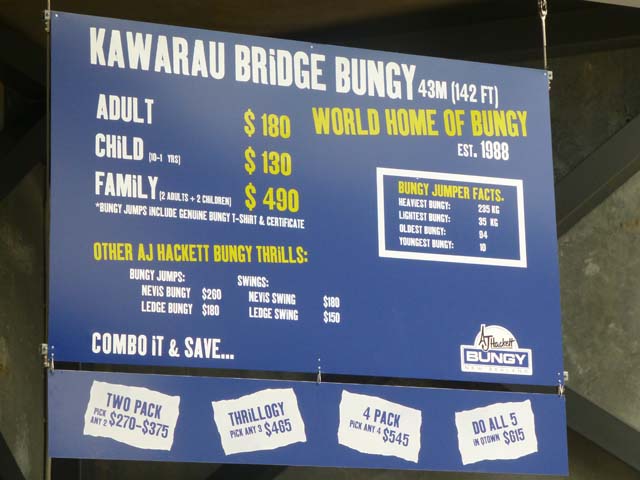 KAWARAU BRiDGE BUNGY 43M (142 FT)
ADULT $180
WORLD HOME OF BUNGY
EST. 1988
CHiLD (10-1 YRS) $130
FAMiLY (2 ADULTS + 2 CHILDREN) $490
*BUNGY JUMPS INCLUDE GENUINE BUNGY T-SHIRT & CERTIFICATE
BUNGY JUMPER FACTS.
HEAVIEST BUNGY: 235 KG
LIGHTEST BUNGY: 35 KG
OLDEST BUNGY: 94
YOUNGEST BUNGY: 10
OTHER AJ HACKETT BUNGY THRILLS:
BUNGY JUMPS:
NEVIS BUNGY $260
LEDGE BUNGY $180
SWINGS:
NEVIS SWING $180
LEDGE SWING $150
COMBO iT & SAVE...
AJ Hackett
BUNGY
NEW ZEALAND
TWO PACK
PICK ANY 2 $270-$375
THRILLOGY
PICK ANY 3 $465
4 PACK
PICK ANY 4 $545
DO ALL 5
IN QTOWN $615